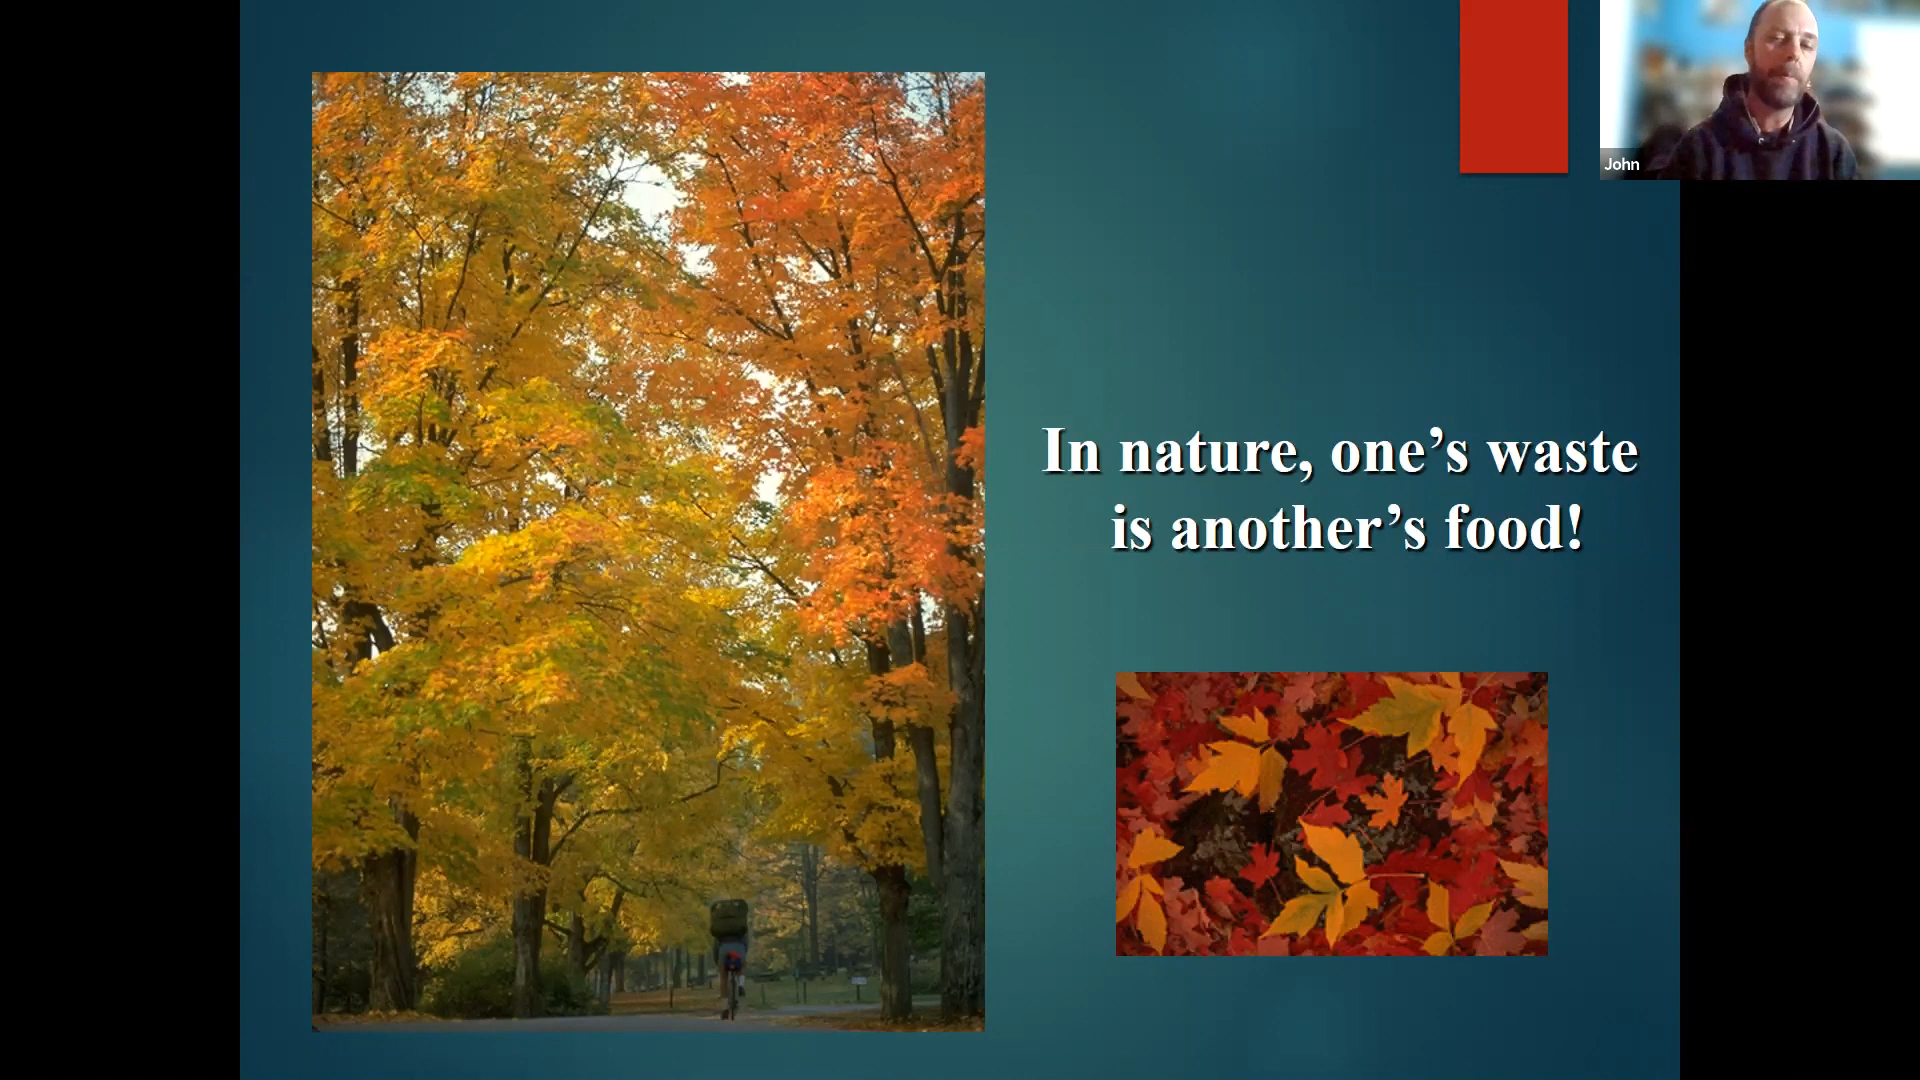 In nature, one’s waste
is another’s food!
John